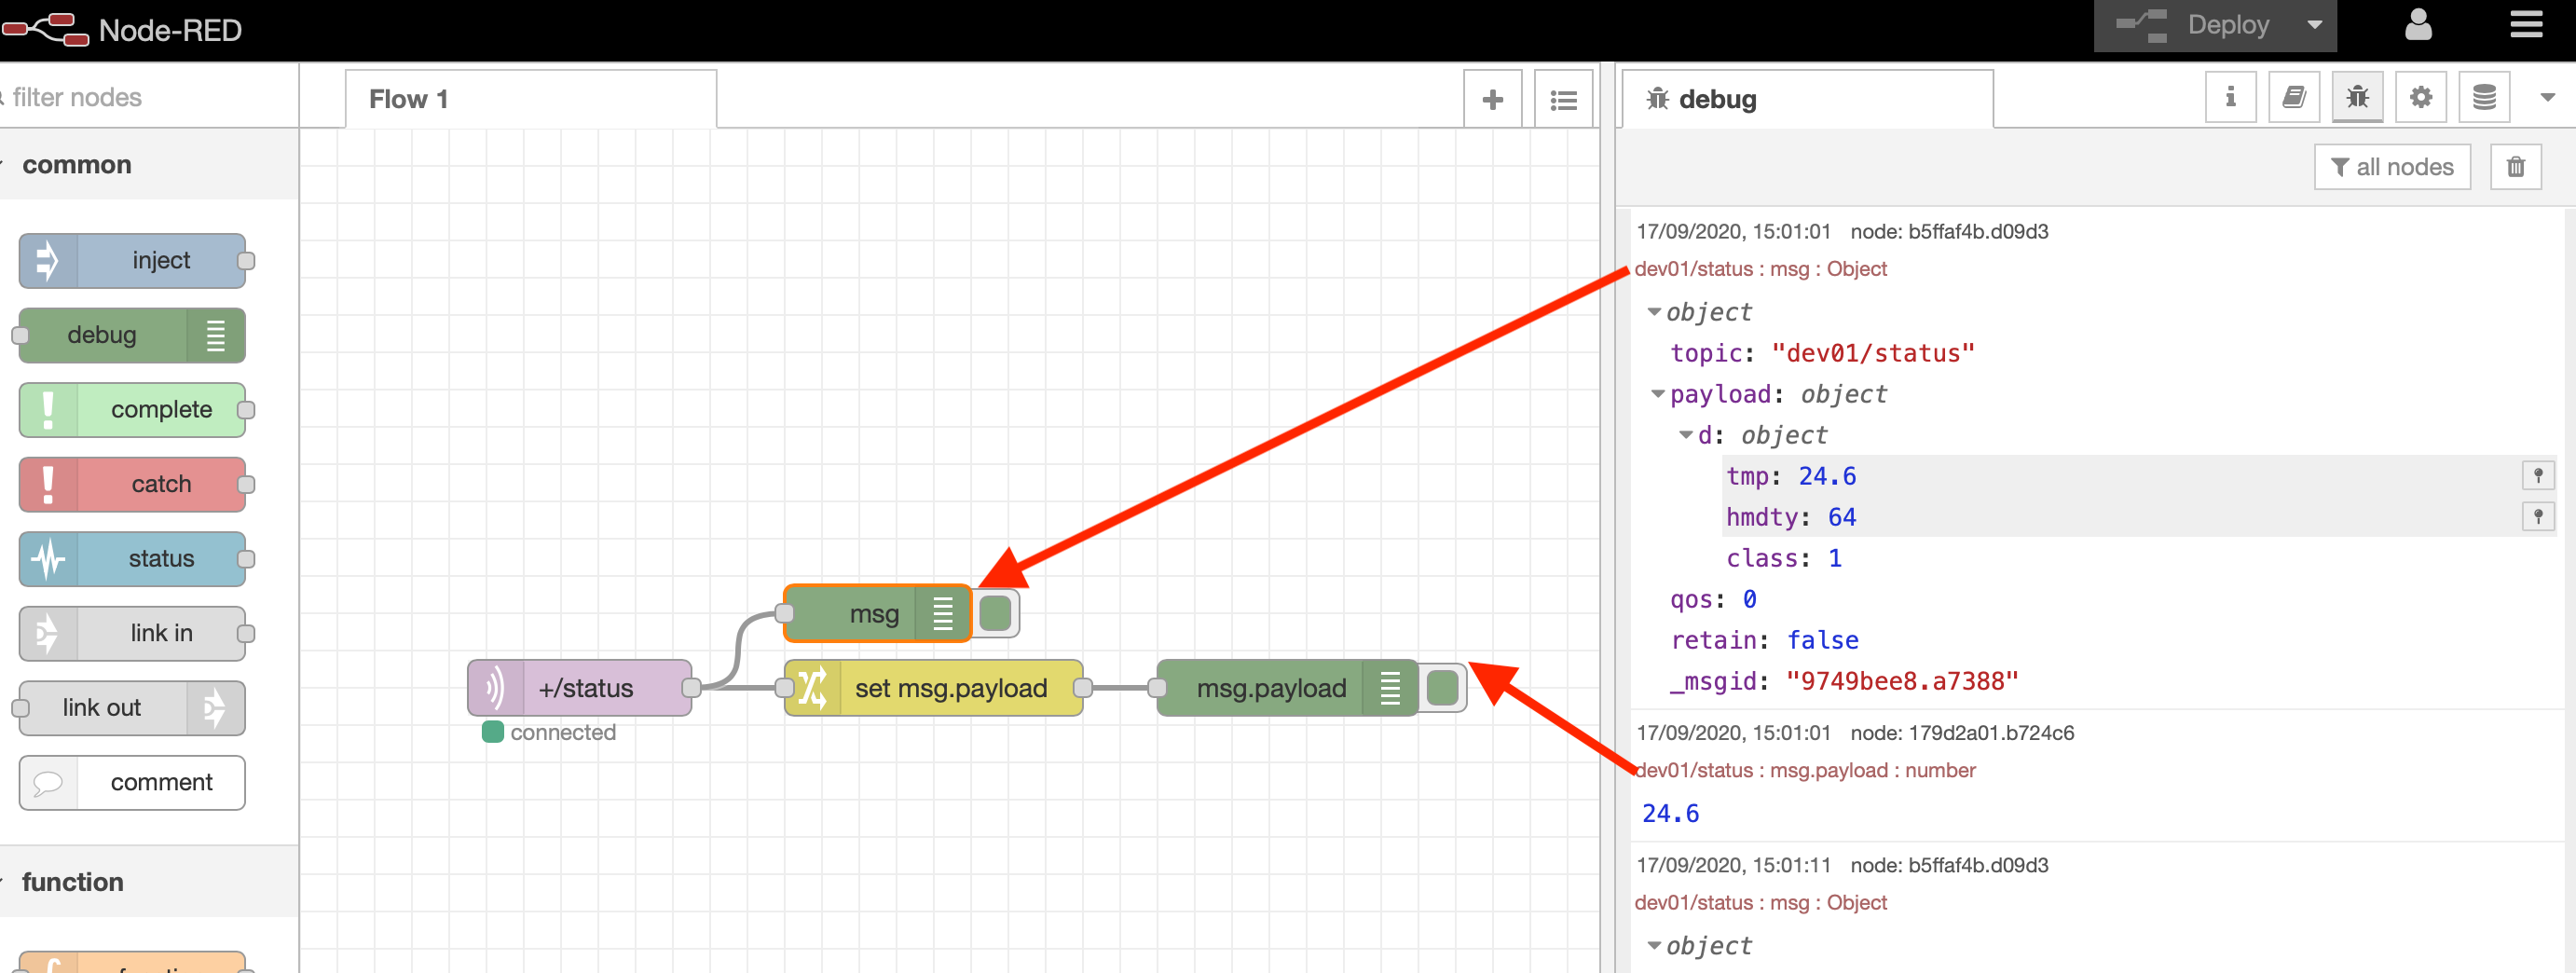 Node-RED
Deploy
filter nodes
Flow 1
debug
all nodes
common
inject
debug
complete
catch
status
link in
link out
comment
function
msg
+/status
set msg.payload
msg.payload
connected
17/09/2020, 15:01:01 node: b5ffaf4b.d09d3
dev01/status : msg : Object
object
topic: "dev01/status"
payload: object
d: object
tmp: 24.6
hmdty: 64
class: 1
qos: 0
retain: false
_msgid: "9749bee8.a7388"
17/09/2020, 15:01:01 node: 179d2a01.b724c6
dev01/status : msg.payload : number
24.6
17/09/2020, 15:01:11 node: b5ffaf4b.d09d3
dev01/status : msg : Object
object